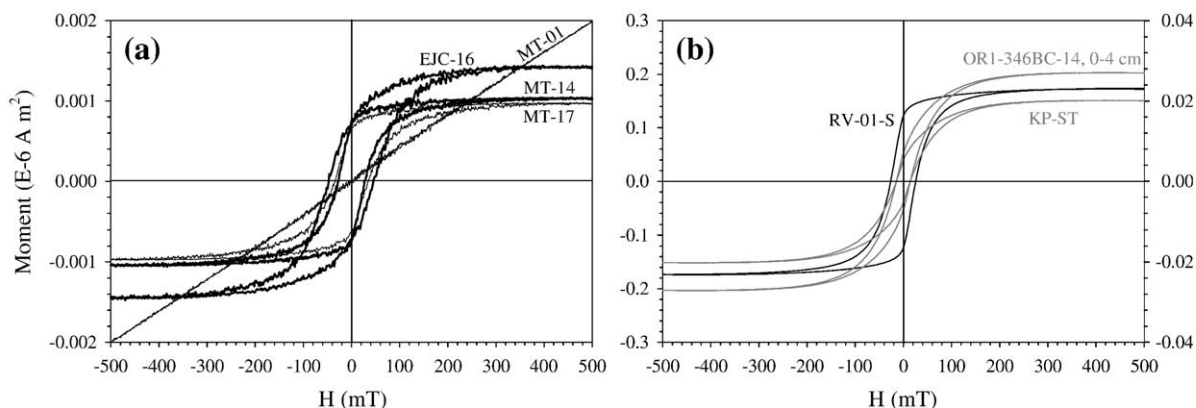 (a)
EJC-16
MT-01
MT-14
MT-17
0.002
0.001
0.000
-0.001
-0.002
Moment (E-6 A m²)
-500 -400 -300 -200 -100 0 100 200 300 400 500
H (mT)
(b)
OR1-346BC-14, 0-4 cm
RV-01-S
KP-ST
0.3
0.2
0.1
0.0
-0.1
-0.2
-0.3
0.04
0.02
0.00
-0.02
-0.04
-500 -400 -300 -200 -100 0 100 200 300 400 500
H (mT)